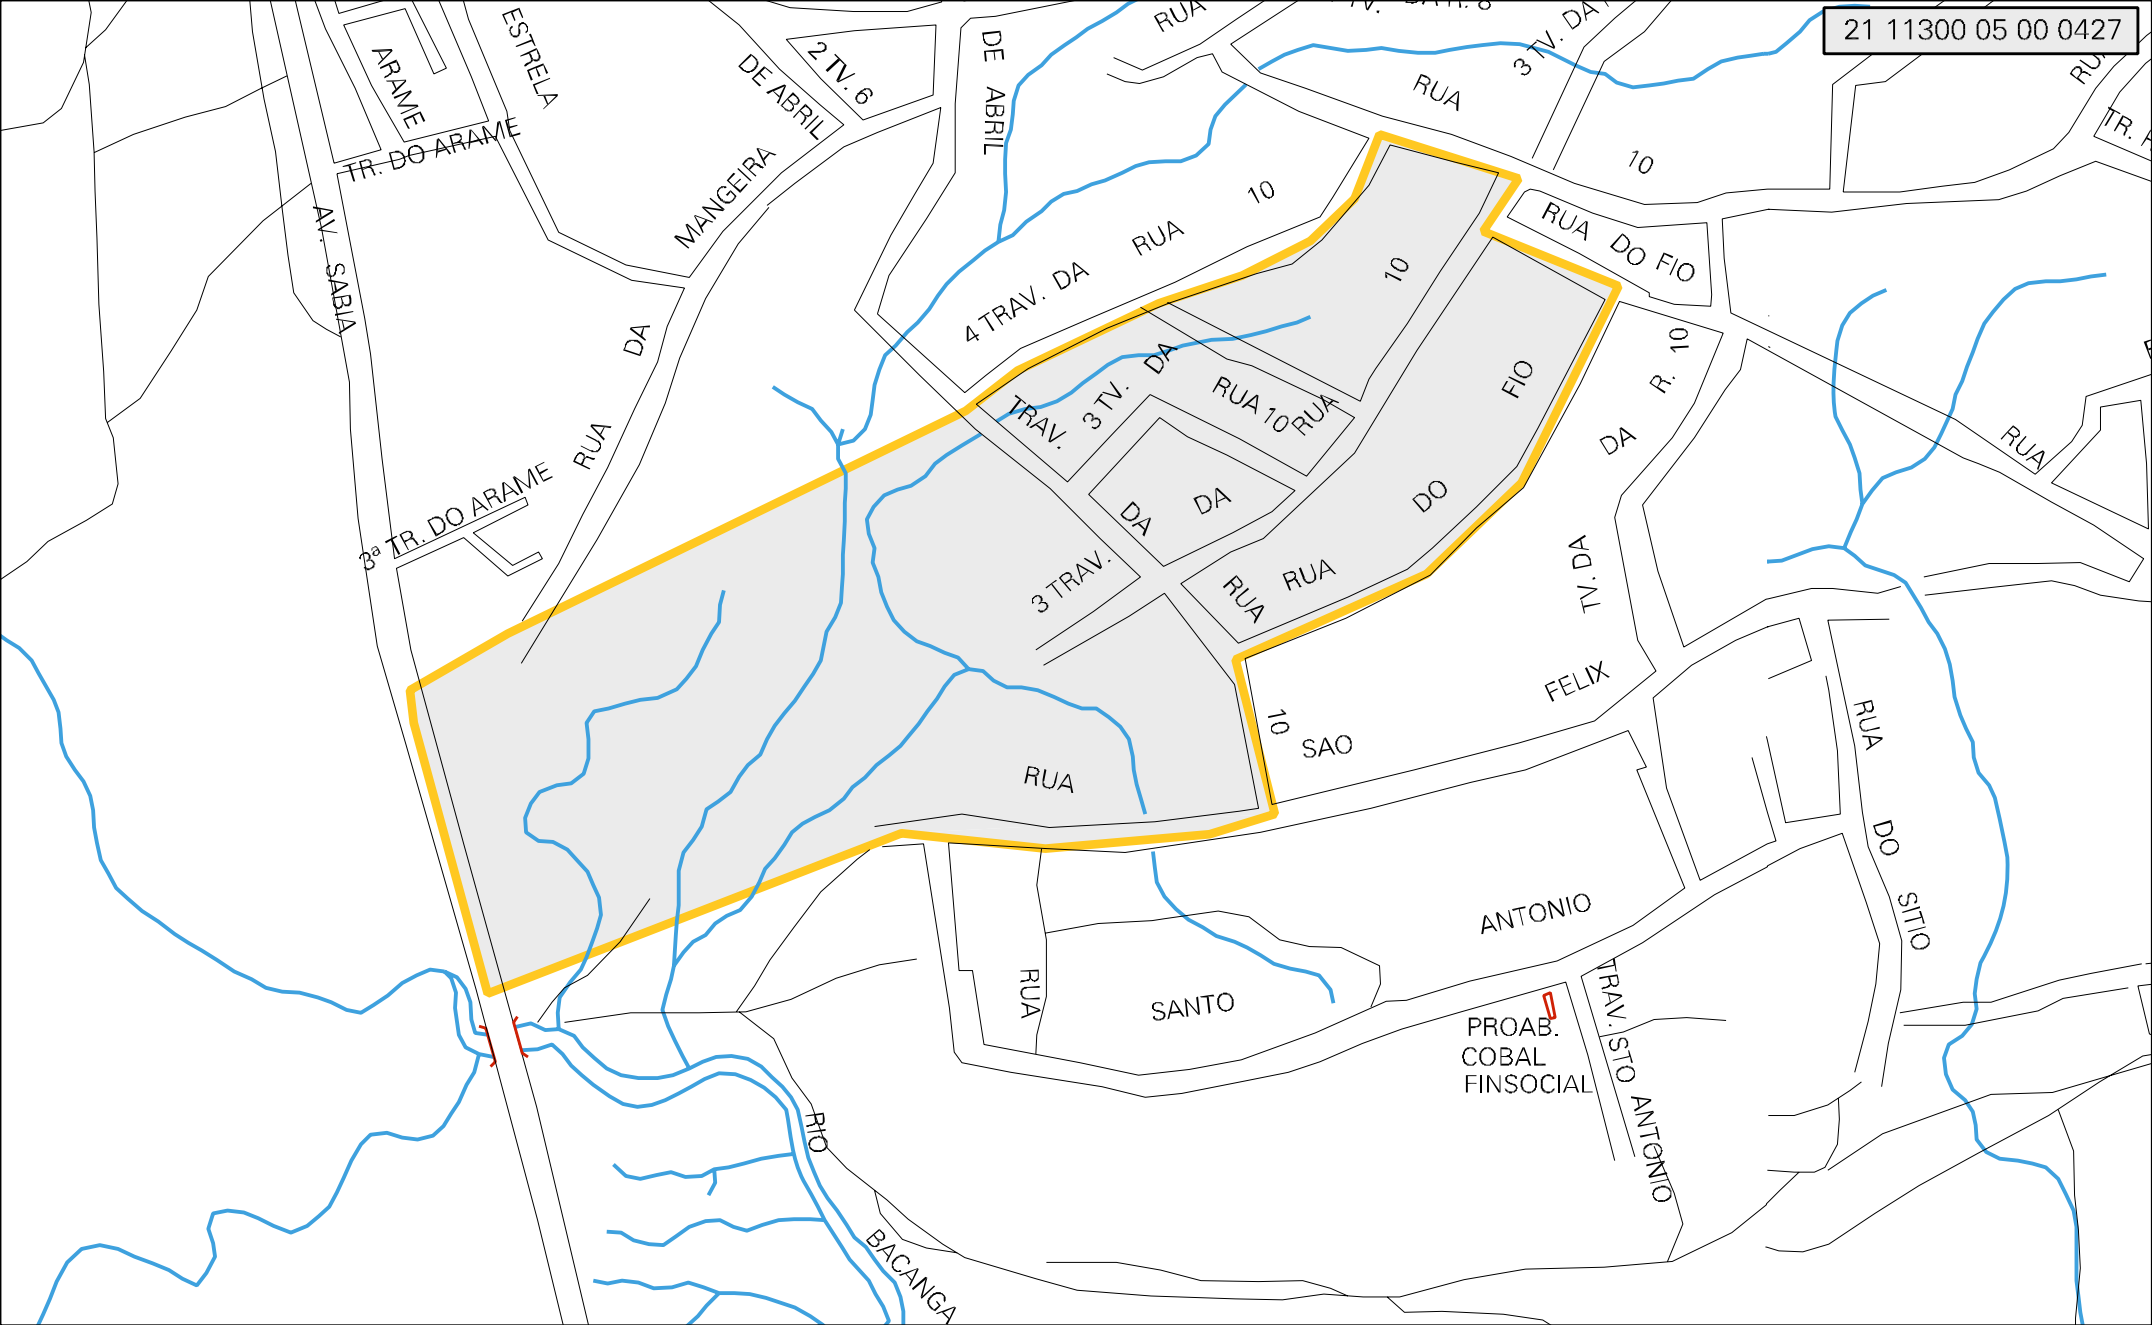 21 11300 05 00 0427
ESTRELA
ARAME
TR. DO ARAME
2 TV. 6
DE ABRIL
DE ABRIL
RUA
3 TV. DA
RUA
10
RUA
TR.
AV. SABIA
MANGEIRA
DA
RUA
4 TRAV. DA RUA 10
RUA DO FIO
10
3 TV. DA
RUA 10
RUA
TRAV.
DA
DA
FIO
DO
RUA
RUA
10
3 TRAV.
3ª TR. DO ARAME
TV. DA
DA R. 10
RUA
SAO FELIX
RUA
RUA DO SITIO
RUA
SANTO ANTONIO
PROAB.
COBAL
FINSOCIAL
TRAV. STO ANTONIO
RIO BACANGA